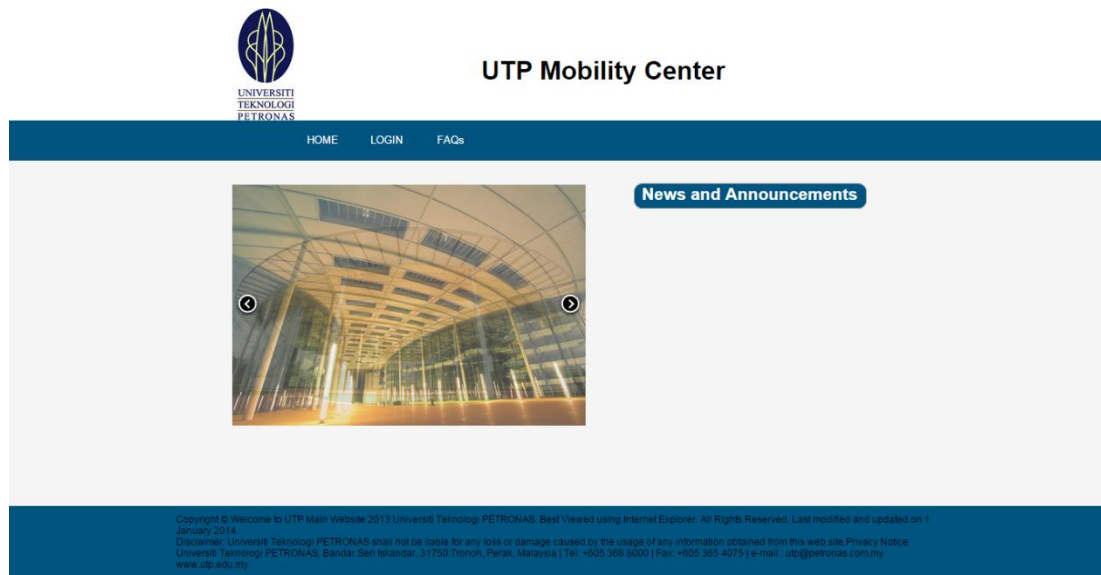 UNIVERSITI
TEKNOLOGI
PETRONAS
UTP Mobility Center
HOME LOGIN FAQs
News and Announcements
Copyright © Welcome to UTP Main Website 2013 Universiti Teknologi PETRONAS. Best Viewed using Internet Explorer. All Rights Reserved. Last modified and updated on 1
January 2014.
Disclaimer: Universiti Teknologi PETRONAS shall not be liable for any loss or damage caused by the usage of any information obtained from this web site.Privacy Notice
Universiti Teknologi PETRONAS, Bandar Seri Iskandar, 31750 Tronoh, Perak, Malaysia | Tel: +605 368 8000 | Fax: +605 365 4075 | e-mail : utp@petronas.com.my
www.utp.edu.my